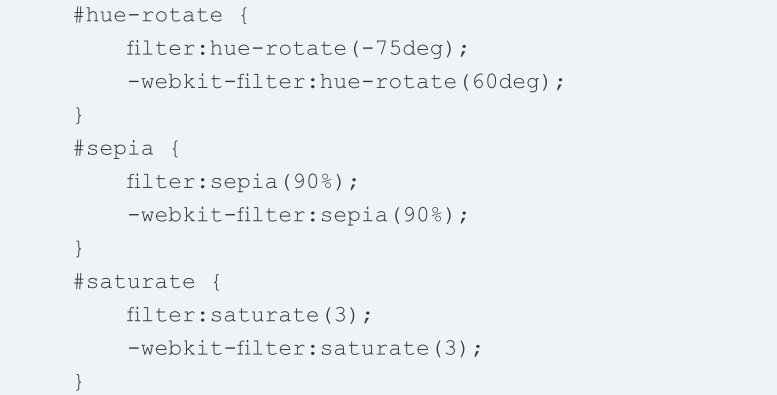 #hue-rotate {
filter:hue-rotate(-75deg);
-webkit-filter:hue-rotate(60deg);
}
#sepia {
filter:sepia(90%);
-webkit-filter:sepia(90%);
}
#saturate {
filter:saturate(3);
-webkit-filter:saturate(3);
}